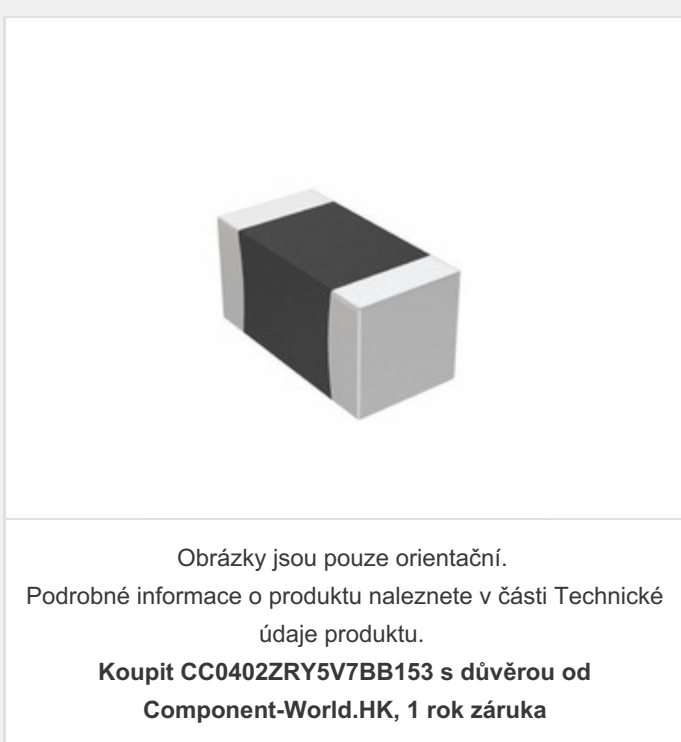 Obrázky jsou pouze orientační.
Podrobné informace o produktu naleznete v části Technické
údaje produktu.
Koupit CC0402ZRY5V7BB153 s důvěrou od
Component-World.HK, 1 rok záruka